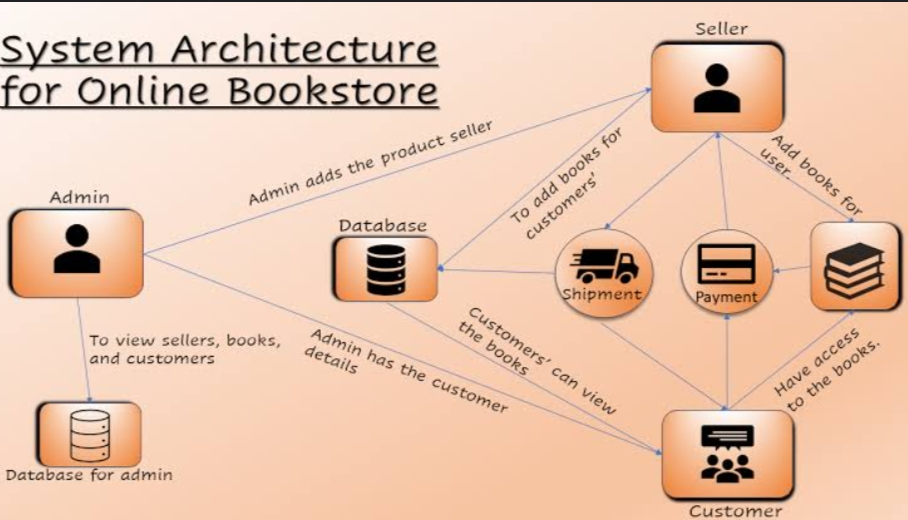 System Architecture
for Online Bookstore
Seller
Admin adds the product seller
To add books for
customers'
Add books for
user.
Admin
Database
Shipment
Payment
To view sellers, books,
and customers
Admin has the customer
details
Customers' can view
the books
Have access
to the books.
Database for admin
Customer